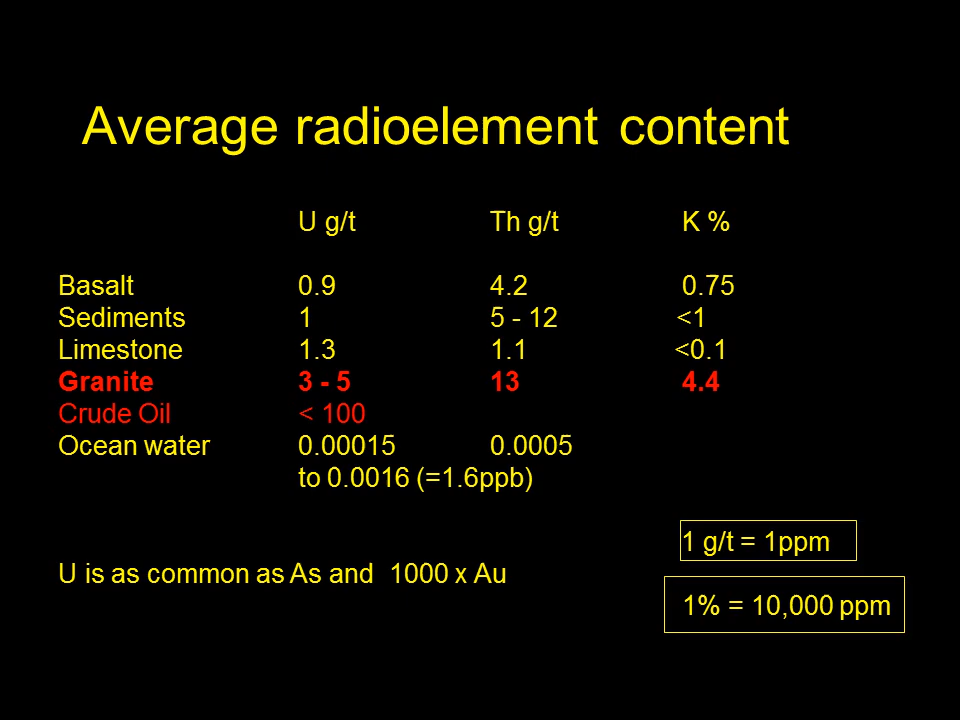 Average radioelement content
U g/t Th g/t K %
Basalt 0.9 4.2 0.75
Sediments 1 5 - 12 <1
Limestone 1.3 1.1 <0.1
Granite 3 - 5 13 4.4
Crude Oil < 100
Ocean water 0.00015 0.0005
to 0.0016 (=1.6ppb)
1 g/t = 1ppm
U is as common as As and 1000 x Au
1% = 10,000 ppm